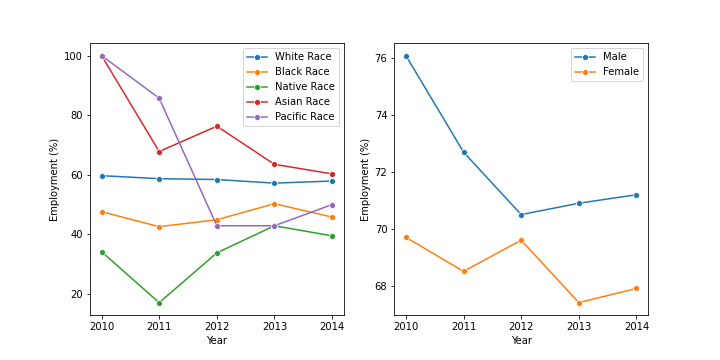 Employment (%)
100
80
60
40
20
2010 2011 2012 2013 2014
Year
White Race
Black Race
Native Race
Asian Race
Pacific Race
Employment (%)
76
74
72
70
68
2010 2011 2012 2013 2014
Year
Male
Female